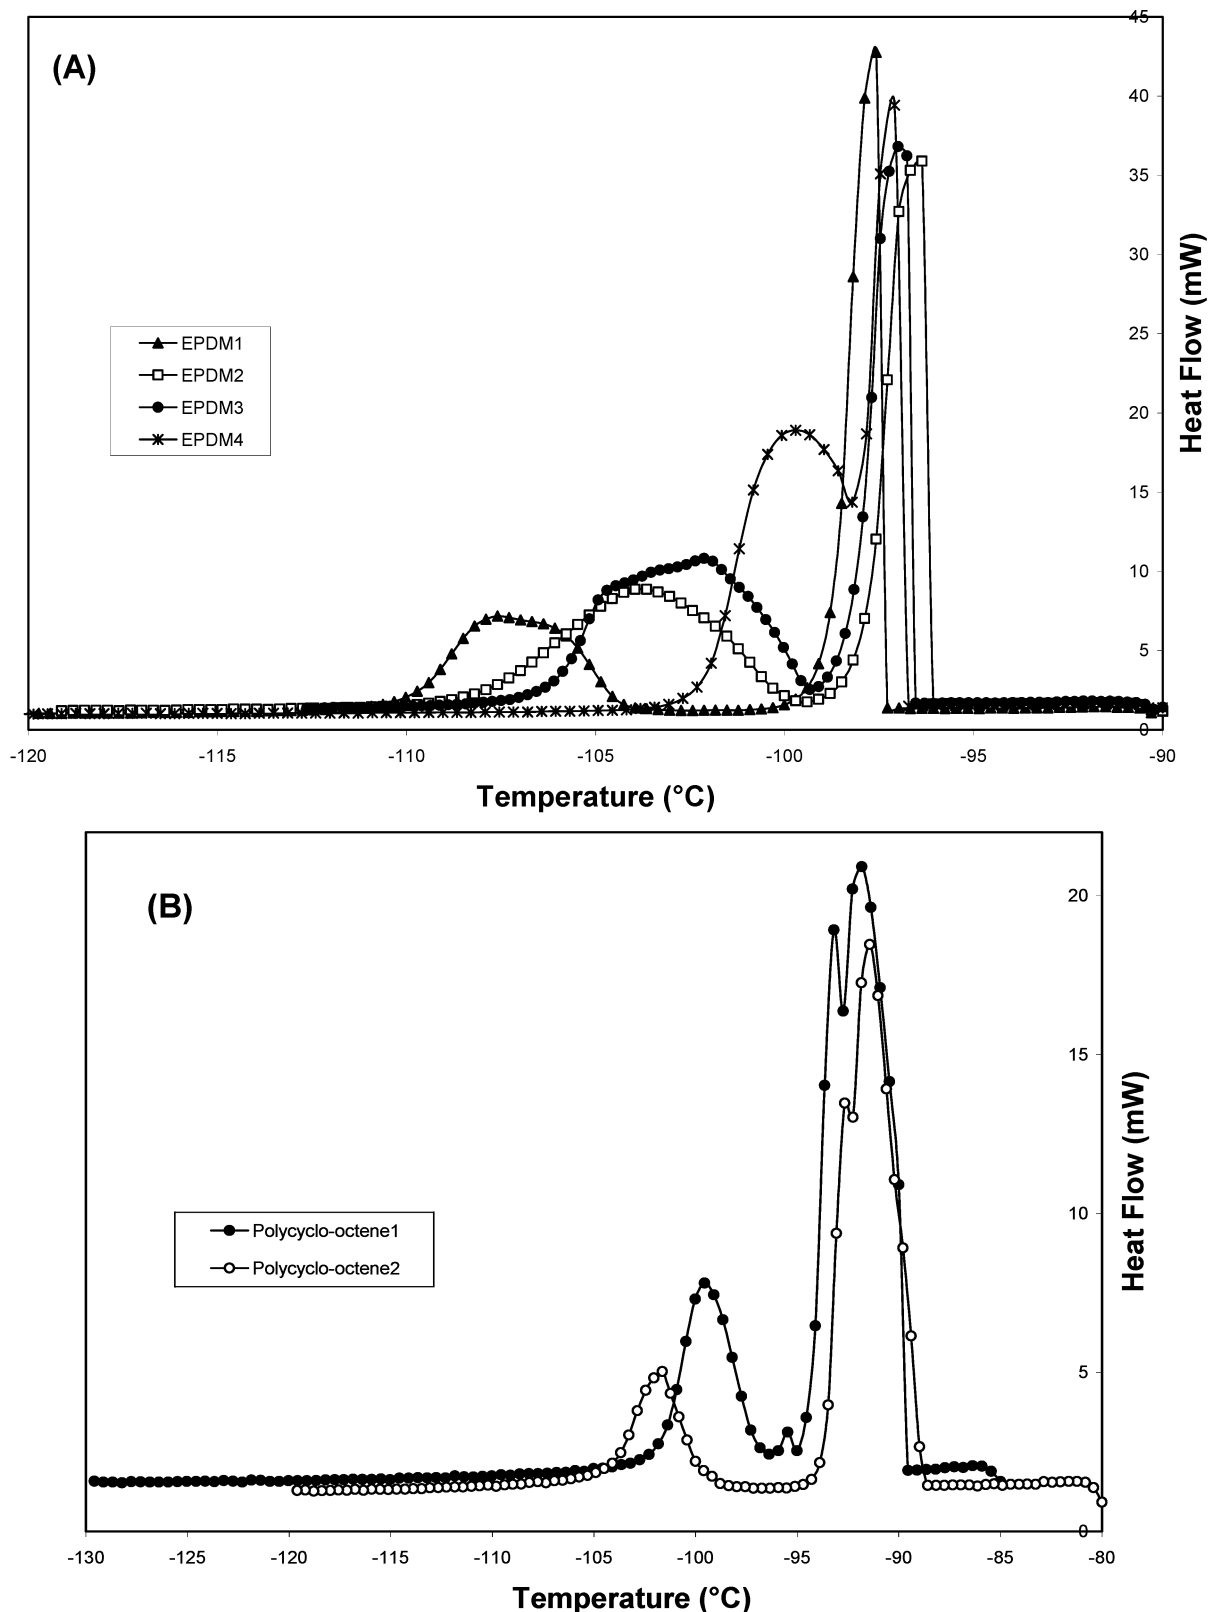 (A)
45
40
35
30
25
20
15
10
5
0
Heat Flow (mW)
EPDM1
EPDM2
EPDM3
EPDM4
-120 -115 -110 -105 -100 -95 -90
Temperature (°C)
(B)
20
15
10
5
0
Heat Flow (mW)
Polycyclo-octene1
Polycyclo-octene2
-130 -125 -120 -115 -110 -105 -100 -95 -90 -85 -80
Temperature (°C)